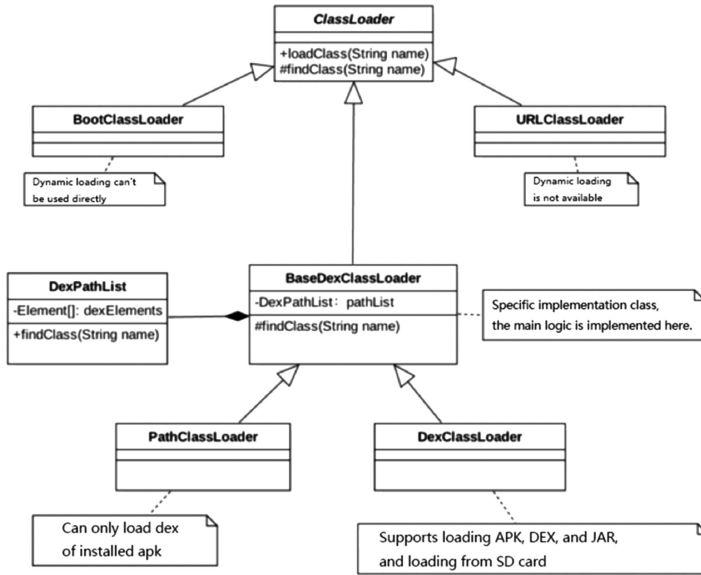 ClassLoader
+loadClass(String name)
#findClass(String name)
BootClassLoader
URLClassLoader
Dynamic loading can't
be used directly
Dynamic loading
is not available
DexPathList
-Element[]: dexElements
+findClass(String name)
BaseDexClassLoader
-DexPathList: pathList
#findClass(String name)
Specific implementation class,
the main logic is implemented here.
PathClassLoader
DexClassLoader
Can only load dex
of installed apk
Supports loading APK, DEX, and JAR,
and loading from SD card